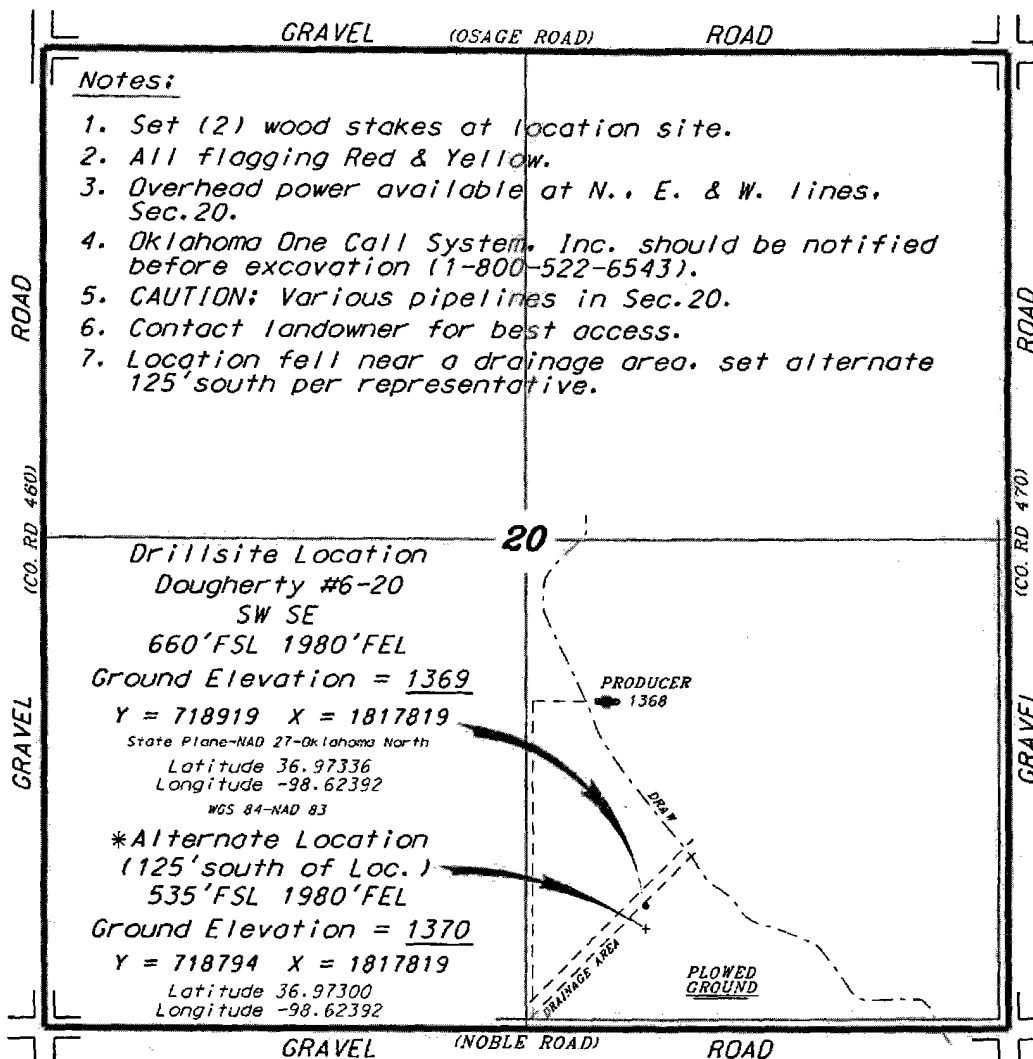 GRAVEL (OSAGE ROAD) ROAD
Notes:
1. Set (2) wood stakes at location site.
2. All flagging Red & Yellow.
3. Overhead power available at N., E. & W. lines,
Sec.20.
4. Oklahoma One Call System, Inc. should be notified
before excavation (1-800-522-6543).
5. CAUTION: Various pipelines in Sec.20.
6. Contact landowner for best access.
7. Location fell near a drainage area, set alternate
125'south per representative.
ROAD
(CO. RD 460)
GRAVEL
ROAD
(CO. RD 470)
GRAVEL
20
Drillsite Location
Dougherty #6-20
SW SE
660'FSL 1980'FEL
Ground Elevation = 1369
Y = 718919 X = 1817819
State Plane-NAD 27-Oklahoma North
Latitude 36.97336
Longitude -98.62392
WGS 84-NAD 83
*Alternate Location
(125'south of Loc.)
535'FSL 1980'FEL
Ground Elevation = 1370
Y = 718794 X = 1817819
Latitude 36.97300
Longitude -98.62392
PRODUCER
1368
DRAW
DRAINAGE AREA
PLOWED
GROUND
GRAVEL (NOBLE ROAD) ROAD